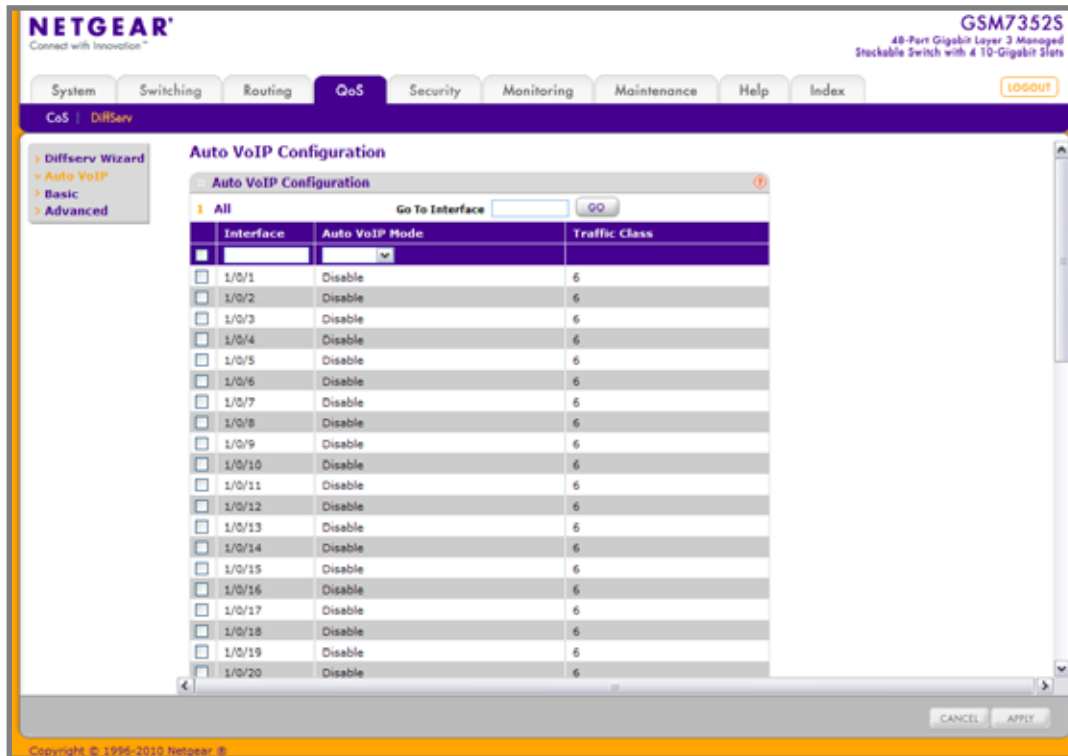 NETGEAR®
Connect with Innovation™
GSM7352S
48-Port Gigabit Layer 3 Managed
Stackable Switch with 4 10-Gigabit Slots
System Switching Routing QoS Security Monitoring Maintenance Help Index LOGOUT
CoS | DiffServ
Diffserv Wizard
Auto VoIP
Basic
Advanced
Auto VoIP Configuration
Auto VoIP Configuration
1 All Go To Interface GO
Interface Auto VoIP Mode Traffic Class
1/0/1 Disable 6
1/0/2 Disable 6
1/0/3 Disable 6
1/0/4 Disable 6
1/0/5 Disable 6
1/0/6 Disable 6
1/0/7 Disable 6
1/0/8 Disable 6
1/0/9 Disable 6
1/0/10 Disable 6
1/0/11 Disable 6
1/0/12 Disable 6
1/0/13 Disable 6
1/0/14 Disable 6
1/0/15 Disable 6
1/0/16 Disable 6
1/0/17 Disable 6
1/0/18 Disable 6
1/0/19 Disable 6
1/0/20 Disable 6
CANCEL APPLY
Copyright © 1996-2010 Netgear ®